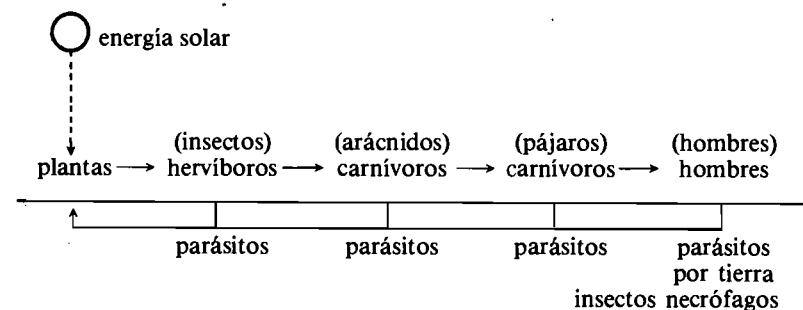 energía solar
(insectos) (arácnidos) (pájaros) (hombres)
plantas → hervíboros → carnívoros → carnívoros → hombres
parásitos parásitos parásitos parásitos
por tierra
insectos necrófagos